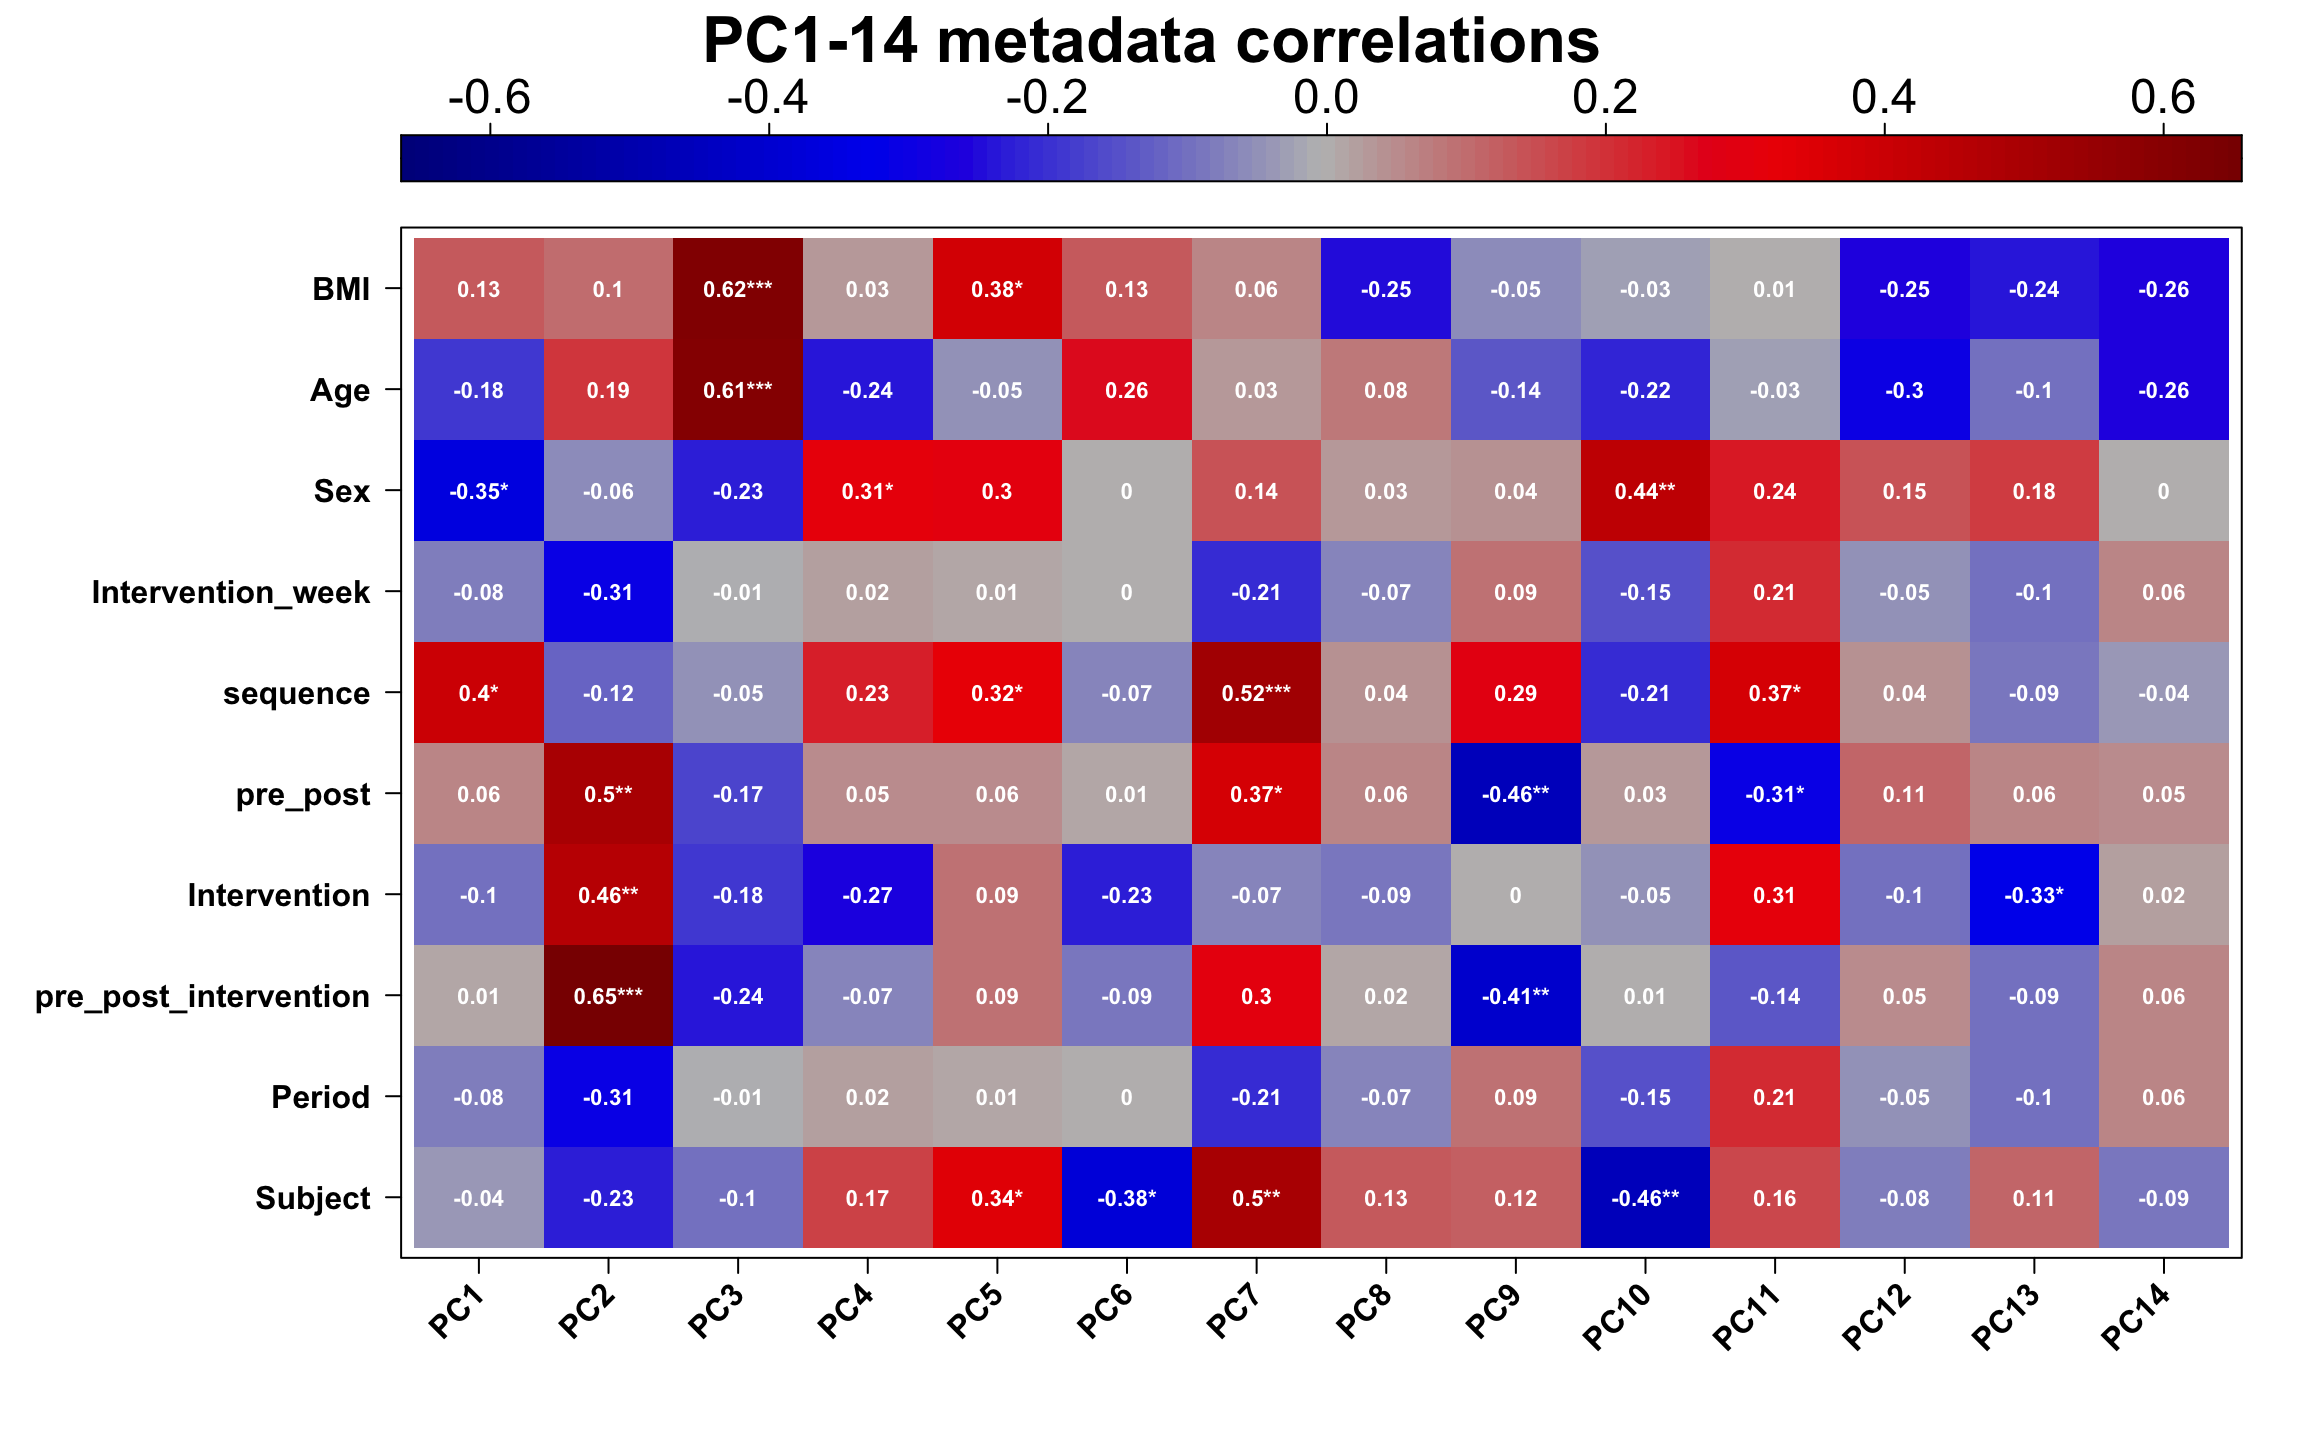 PC1-14 metadata correlations
-0.6 -0.4 -0.2 0.0 0.2 0.4 0.6
BMI 0.13 0.1 0.62*** 0.03 0.38* 0.13 0.06 -0.25 -0.05 -0.03 0.01 -0.25 -0.24 -0.26
Age -0.18 0.19 0.61*** -0.24 -0.05 0.26 0.03 0.08 -0.14 -0.22 -0.03 -0.3 -0.1 -0.26
Sex -0.35* -0.06 -0.23 0.31* 0.3 0 0.14 0.03 0.04 0.44** 0.24 0.15 0.18 0
Intervention_week -0.08 -0.31 -0.01 0.02 0.01 0 -0.21 -0.07 0.09 -0.15 0.21 -0.05 -0.1 0.06
sequence 0.4* -0.12 -0.05 0.23 0.32* -0.07 0.52*** 0.04 0.29 -0.21 0.37* 0.04 -0.09 -0.04
pre_post 0.06 0.5** -0.17 0.05 0.06 0.01 0.37* 0.06 -0.46** 0.03 -0.31* 0.11 0.06 0.05
Intervention -0.1 0.46** -0.18 -0.27 0.09 -0.23 -0.07 -0.09 0 -0.05 0.31 -0.1 -0.33* 0.02
pre_post_intervention 0.01 0.65*** -0.24 -0.07 0.09 -0.09 0.3 0.02 -0.41** 0.01 -0.14 0.05 -0.09 0.06
Period -0.08 -0.31 -0.01 0.02 0.01 0 -0.21 -0.07 0.09 -0.15 0.21 -0.05 -0.1 0.06
Subject -0.04 -0.23 -0.1 0.17 0.34* -0.38* 0.5** 0.13 0.12 -0.46** 0.16 -0.08 0.11 -0.09
PC1 PC2 PC3 PC4 PC5 PC6 PC7 PC8 PC9 PC10 PC11 PC12 PC13 PC14